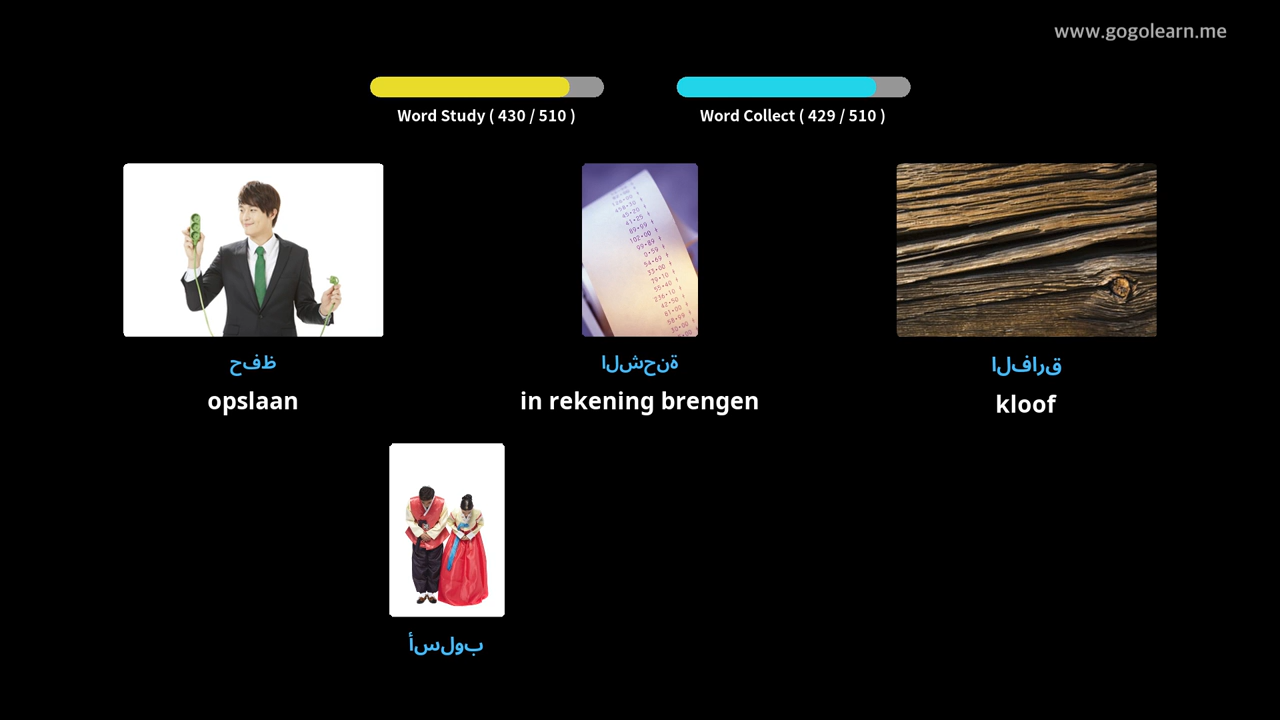 www.gogolearn.me
Word Study ( 430 / 510 )
Word Collect ( 429 / 510 )
حفظ
opslaan
الشحنة
in rekening brengen
الفارق
kloof
أسلوب